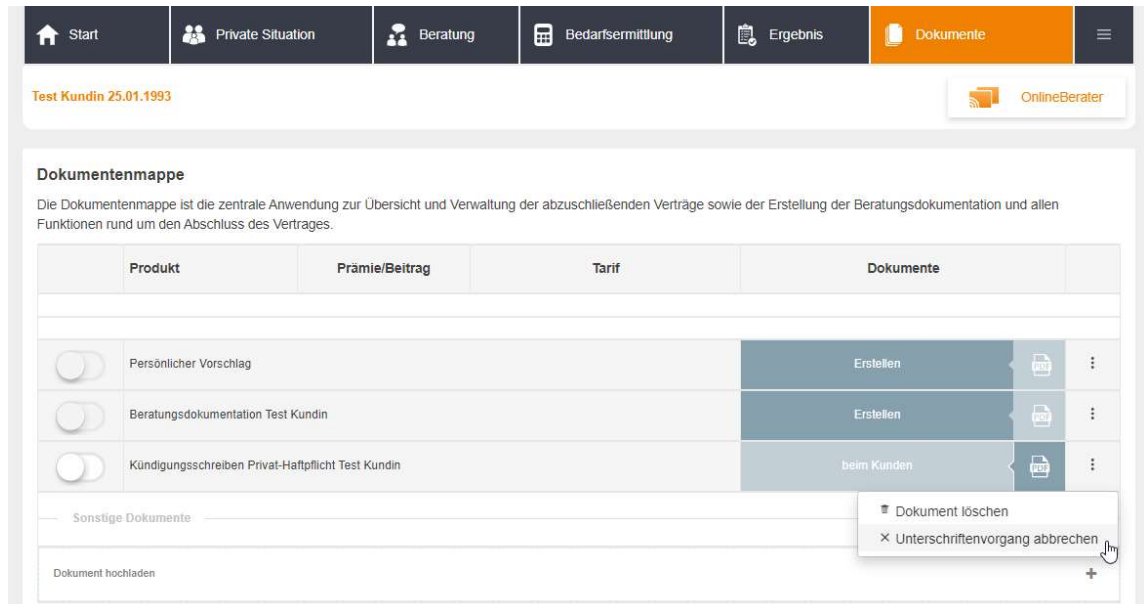 Start
Private Situation
Beratung
Bedarfsermittlung
Ergebnis
Dokumente
Test Kundin 25.01.1993
OnlineBerater
Dokumentenmappe
Die Dokumentenmappe ist die zentrale Anwendung zur Übersicht und Verwaltung der abzuschließenden Verträge sowie der Erstellung der Beratungsdokumentation und allen
Funktionen rund um den Abschluss des Vertrages.
Produkt
Prämie/Beitrag
Tarif
Dokumente
Persönlicher Vorschlag
Erstellen
PDF
Beratungsdokumentation Test Kundin
Erstellen
PDF
Kündigungsschreiben Privat-Haftpflicht Test Kundin
beim Kunden
PDF
Sonstige Dokumente
Dokument löschen
Unterschriftenvorgang abbrechen
Dokument hochladen